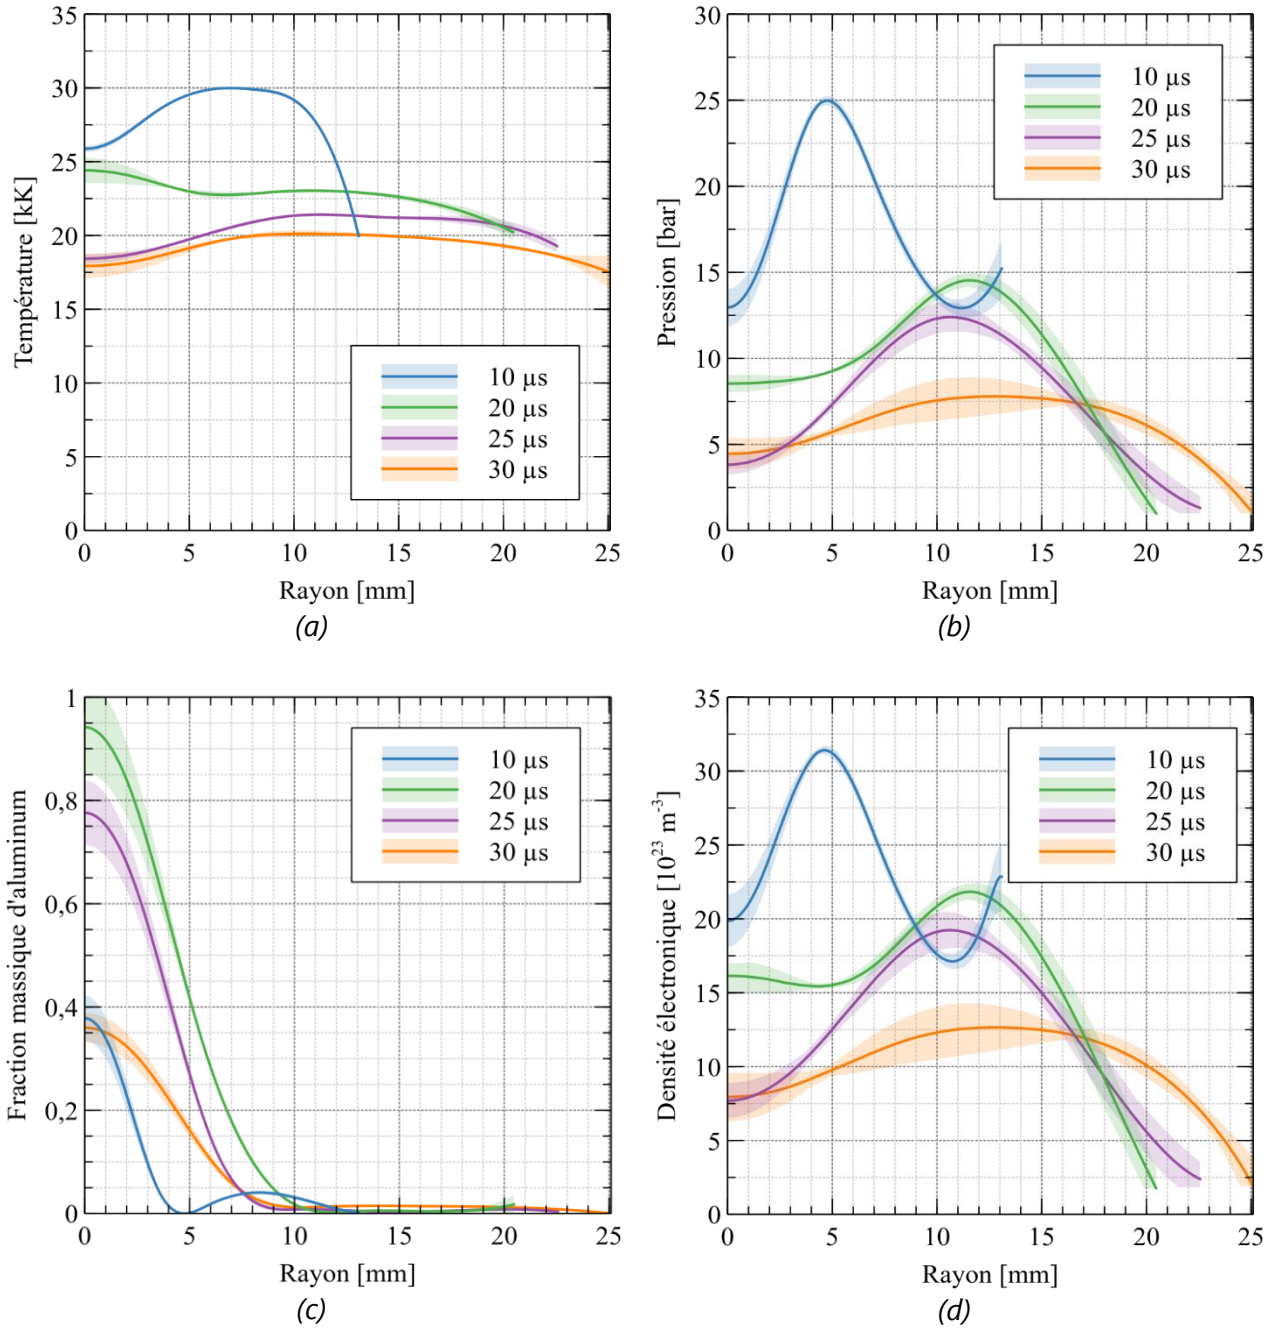 35
30
25
20
15
10
5
0
0 5 10 15 20 25
Température [kK]
Rayon [mm]
10 µs
20 µs
25 µs
30 µs
(a)
30
25
20
15
10
5
0
0 5 10 15 20 25
Pression [bar]
Rayon [mm]
10 µs
20 µs
25 µs
30 µs
(b)
1
0,8
0,6
0,4
0,2
0
0 5 10 15 20 25
Fraction massique d'aluminum
Rayon [mm]
10 µs
20 µs
25 µs
30 µs
(c)
35
30
25
20
15
10
5
0
0 5 10 15 20 25
Densité électronique [10²³ m⁻³]
Rayon [mm]
10 µs
20 µs
25 µs
30 µs
(d)